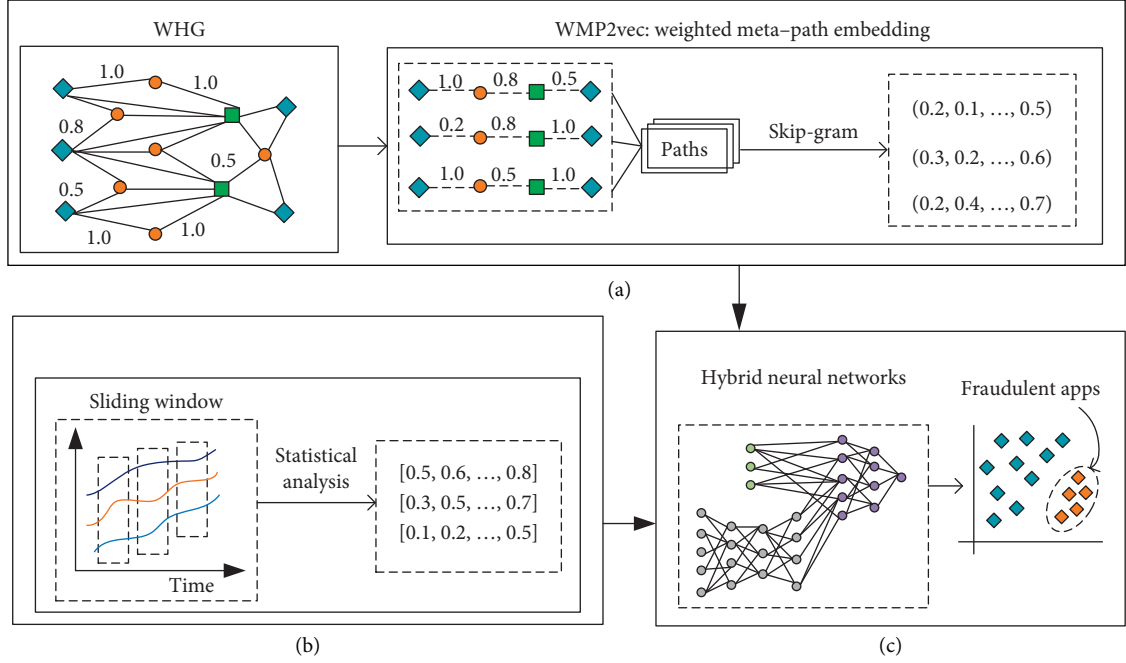 WHG
WMP2vec: weighted meta–path embedding
1.0
1.0
0.8
0.5
0.5
1.0
1.0
1.0 0.8 0.5
0.2 0.8 1.0
1.0 0.5 1.0
Paths
Skip-gram
(0.2, 0.1, …, 0.5)
(0.3, 0.2, …, 0.6)
(0.2, 0.4, …, 0.7)
(a)
Sliding window
Time
Statistical
analysis
[0.5, 0.6, …, 0.8]
[0.3, 0.5, …, 0.7]
[0.1, 0.2, …, 0.5]
(b)
Hybrid neural networks
Fraudulent apps
(c)